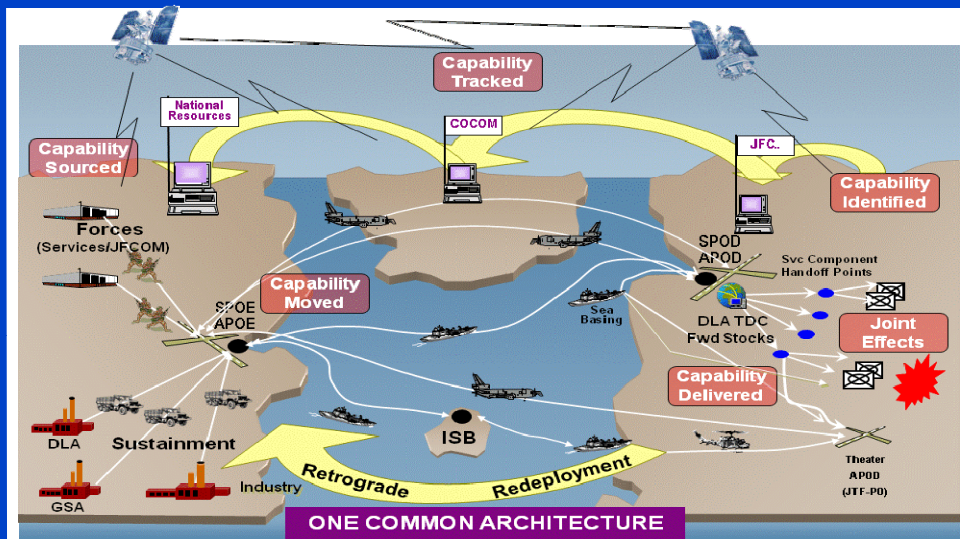 Capability
Tracked
National
Resources
COCOM
JFC..
Capability
Sourced
Capability
Identified
Forces
(Services/JFCOM)
SPOD
APOD
Svc Component
Handoff Points
Capability
Moved
SPOE
APOE
Sea
Basing
DLA TDC
Fwd Stocks
Joint
Effects
Capability
Delivered
DLA
Sustainment
ISB
GSA
Industry
Retrograde
Redeployment
Theater
APOD
(JTF-PO)
ONE COMMON ARCHITECTURE